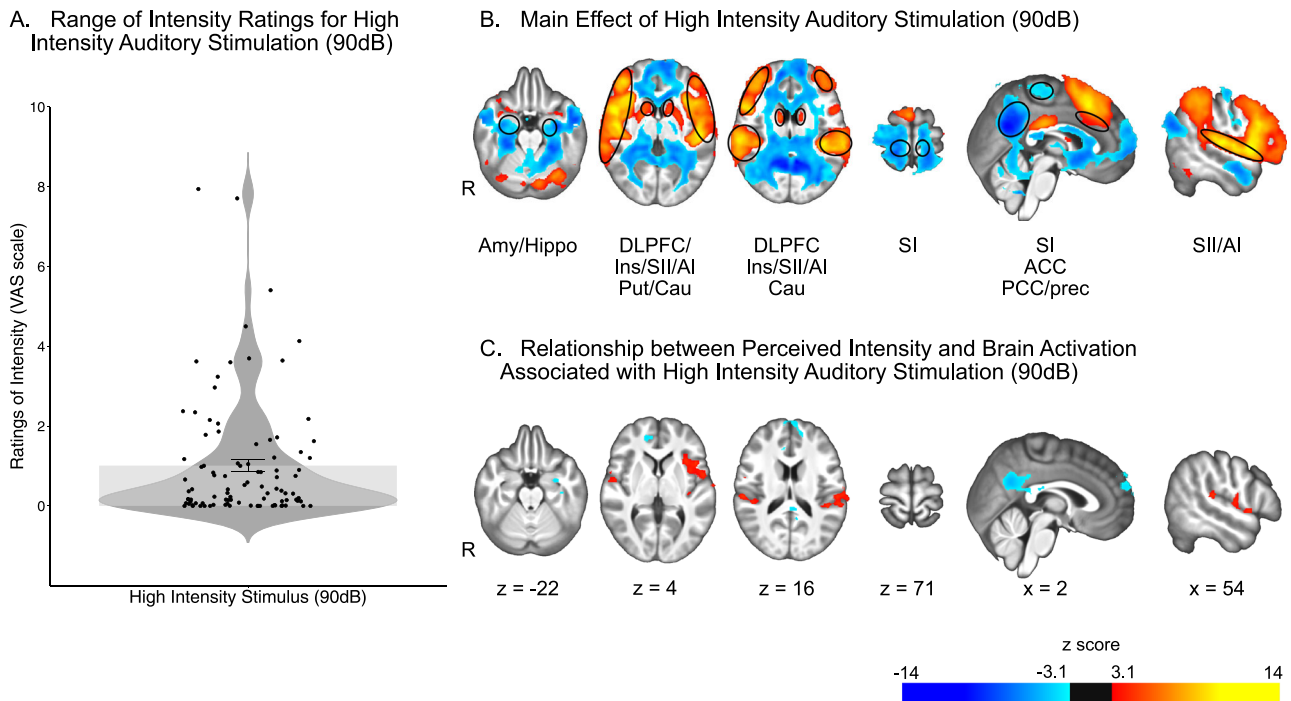 A. Range of Intensity Ratings for High
Intensity Auditory Stimulation (90dB)
10
8
6
4
2
0
Ratings of Intensity (VAS scale)
High Intensity Stimulus (90dB)
B. Main Effect of High Intensity Auditory Stimulation (90dB)
R
Amy/Hippo
DLPFC/
Ins/SII/AI
Put/Cau
DLPFC
Ins/SII/AI
Cau
SI
SI
ACC
PCC/prec
SII/AI
C. Relationship between Perceived Intensity and Brain Activation
Associated with High Intensity Auditory Stimulation (90dB)
R
z = -22
z = 4
z = 16
z = 71
x = 2
x = 54
z score
-14 -3.1 3.1 14